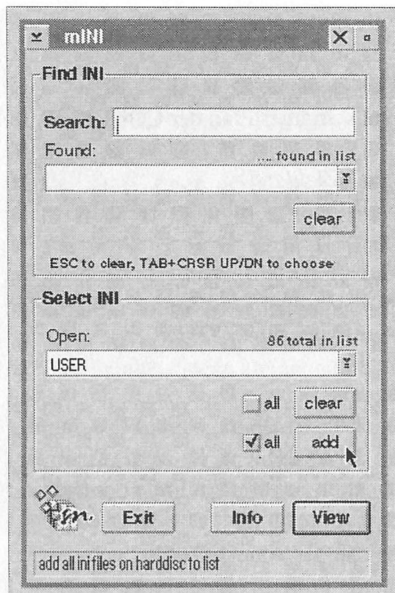 mINI
Find INI
Search:
Found:
.... found in list
clear
ESC to clear, TAB+CRSR UP/DN to choose
Select INI
Open:
86 total in list
USER
all clear
all add
Exit Info View
add all ini files on harddisc to list